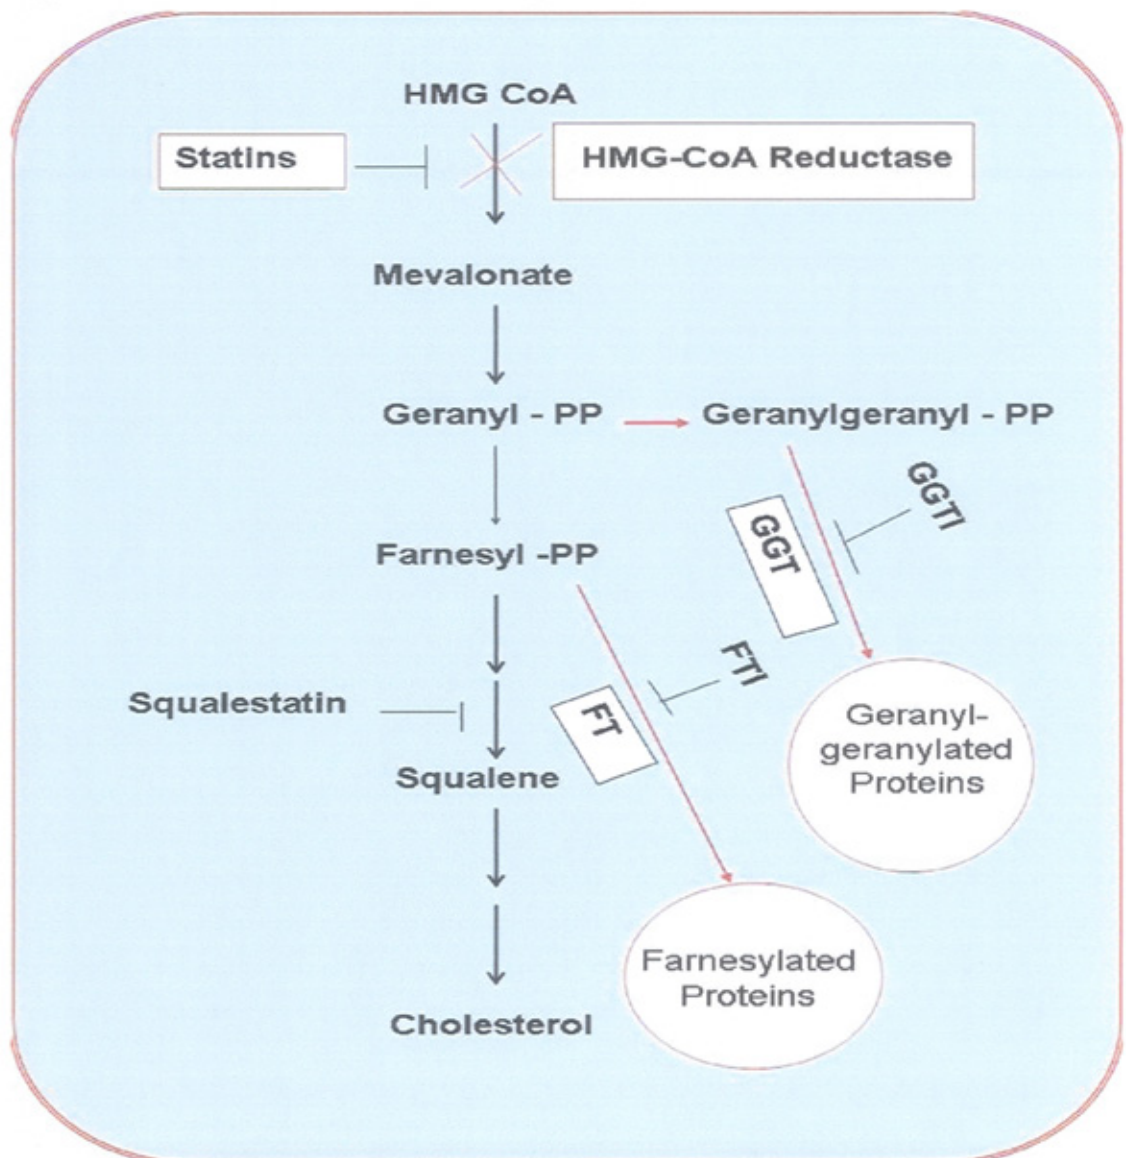 HMG CoA
Statins
HMG-CoA Reductase
Mevalonate
Geranyl - PP
Geranylgeranyl - PP
GGTI
GGT
Farnesyl -PP
FTI
Squalestatin
FT
Geranyl-
geranylated
Proteins
Squalene
Farnesylated
Proteins
Cholesterol